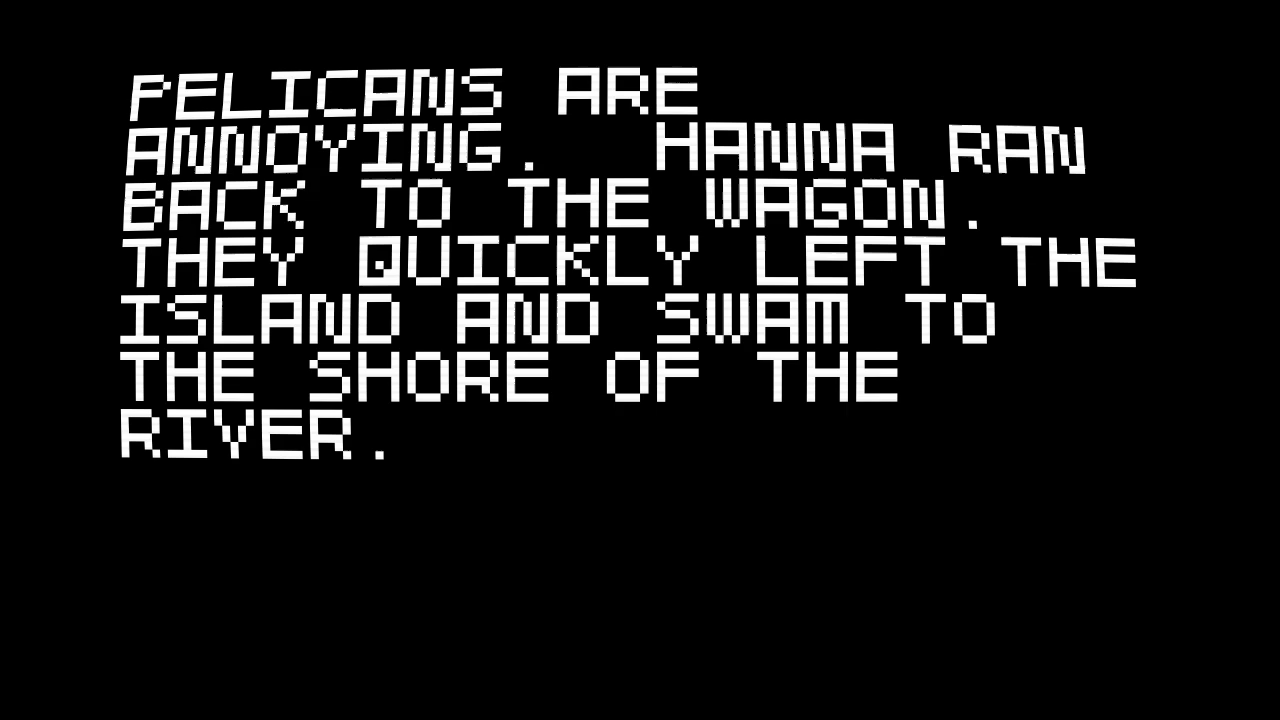 PELICANS ARE
ANNOYING.  HANNA RAN
BACK TO THE WAGON.
THEY QUICKLY LEFT THE
ISLAND AND SWAM TO
THE SHORE OF THE
RIVER.